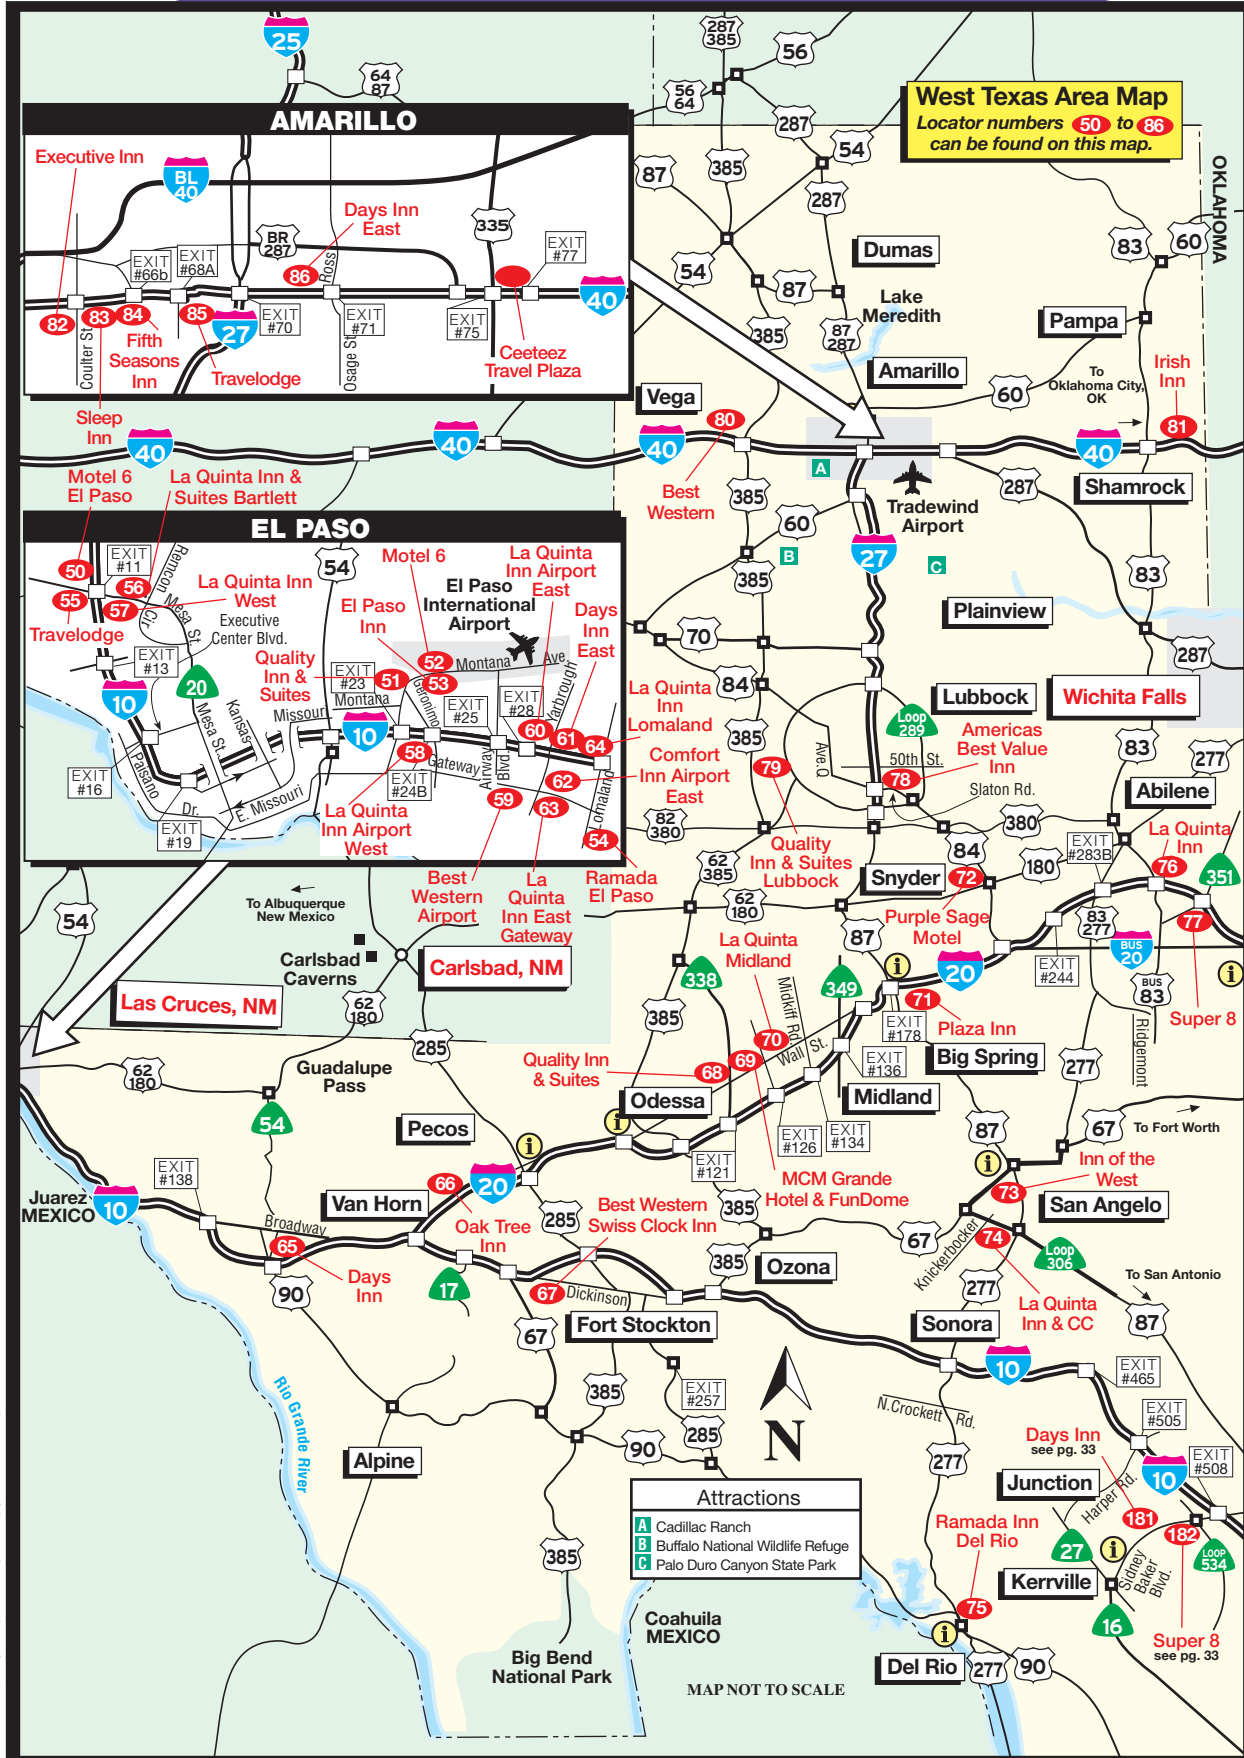 25
64
87
287
385
56
56
64
287
54
385
87
287
West Texas Area Map
Locator numbers 50 to 86
can be found on this map.
OKLAHOMA
AMARILLO
Executive Inn
BL
40
BR
287
Days Inn
East
335
EXIT
#77
EXIT
#66b
EXIT
#68A
86
Ross
40
82
83
84
85
27
EXIT
#70
EXIT
#71
EXIT
#75
Coulter St.
Fifth
Seasons
Inn
Travelodge
Osage St.
Ceeteez
Travel Plaza
Sleep
Inn
54
87
385
Dumas
83
60
Lake
Meredith
87
287
Pampa
Amarillo
To
Oklahoma City,
OK
Irish
Inn
60
Vega
80
81
40
40
40
40
A
Best
Western
385
60
Tradewind
Airport
287
Shamrock
B
C
27
385
83
Motel 6
El Paso
La Quinta Inn &
Suites Bartlett
EL PASO
50
EXIT
#11
Remcon
Cir.
56
55
57
Mesa St.
Travelodge
La Quinta Inn
West
Executive
Center Blvd.
54
Motel 6
El Paso
Inn
El Paso
International
Airport
La Quinta
Inn Airport
East
Days
Inn
East
EXIT
#13
Quality
Inn &
Suites
EXIT
#23
51
52
53
Montana
Ave.
Montana
Geronimo
EXIT
#25
EXIT
#28
Yarbrough
10
20
Kansas
Mesa St.
Missouri
10
60
61
64
58
Gateway
Airway
Blvd.
EXIT
#16
Paisano
Dr.
EXIT
#19
E. Missouri
EXIT
#24B
59
62
63
Lomaland
54
La Quinta
Inn Airport
West
La Quinta
Inn
Lomaland
Comfort
Inn Airport
East
Best
Western
Airport
La
Quinta
Inn East
Gateway
Ramada
El Paso
70
Plainview
287
84
Lubbock
Wichita Falls
Loop
289
385
Ave.Q
50th St.
Americas
Best Value
Inn
79
78
Slaton Rd.
83
277
Abilene
82
380
380
Quality
Inn & Suites
Lubbock
84
EXIT
#283B
La Quinta
Inn
62
385
180
76
351
Snyder
72
Purple Sage
Motel
62
180
83
277
BUS
20
77
54
To Albuquerque
New Mexico
Carlsbad
Caverns
Carlsbad, NM
La Quinta
Midland
87
i
20
EXIT
#244
i
BUS
83
338
349
Las Cruces, NM
62
180
385
Midkiff Rd.
71
Plaza Inn
EXIT
#178
Super 8
Ridgemont
285
Quality Inn
& Suites
70
Wall St.
69
68
EXIT
#136
Big Spring
277
62
180
Guadalupe
Pass
Odessa
Midland
54
Pecos
i
i
EXIT
#126
EXIT
#134
87
67
To Fort Worth
EXIT
#138
EXIT
#121
i
66
20
MCM Grande
Hotel & FunDome
Inn of the
West
Juarez
MEXICO
10
Van Horn
Broadway
Oak Tree
Inn
Best Western
Swiss Clock Inn
285
385
67
73
San Angelo
Knickerbocker
74
Loop
306
65
Days
Inn
90
17
67
Dickinson
385
Ozona
277
To San Antonio
La Quinta
Inn & CC
87
Fort Stockton
67
Sonora
10
EXIT
#465
Rio Grande River
385
EXIT
#257
N
N.Crockett Rd.
EXIT
#505
285
90
Days Inn
see pg. 33
Alpine
277
10
EXIT
#508
Junction
Harper Rd.
Attractions
A Cadillac Ranch
B Buffalo National Wildlife Refuge
C Palo Duro Canyon State Park
Ramada Inn
Del Rio
181
182
27
i
LOOP
534
385
Kerrville
Sidney
Baker
Blvd.
75
16
Coahuila
MEXICO
i
Super 8
see pg. 33
Big Bend
National Park
Del Rio
277
90
MAP NOT TO SCALE